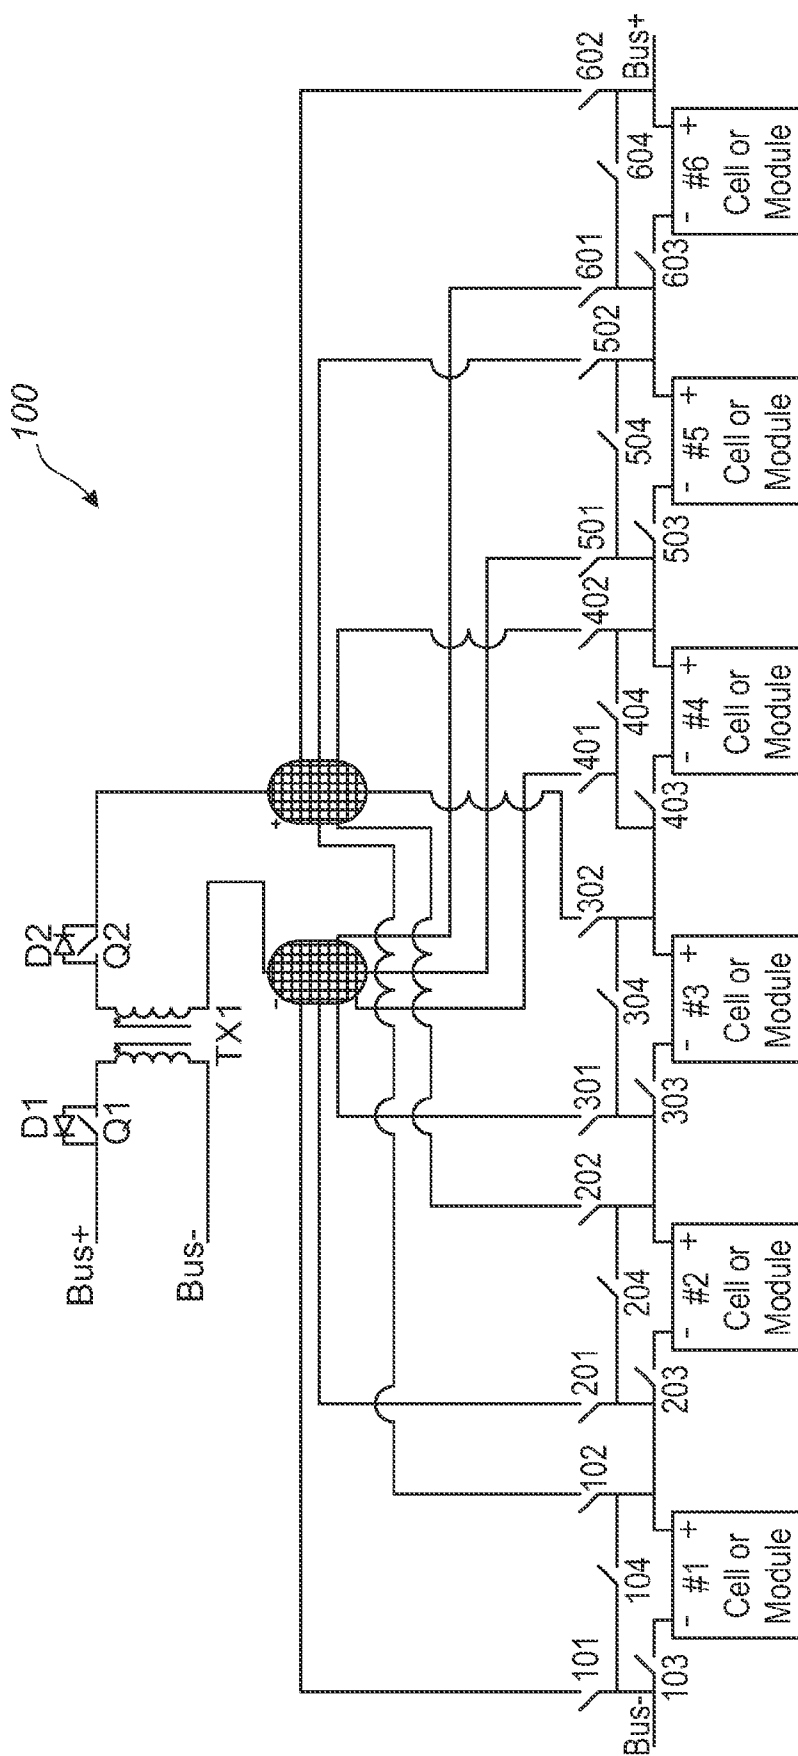 100
D1
D2
Q1
Q2
TX1
Bus+
Bus-
-
+
101
102
201
202
301
302
401
402
501
502
601
602
104
204
304
404
504
604
Bus-
103
203
303
403
503
603
Bus+
- #1 +
Cell or
Module
- #2 +
Cell or
Module
- #3 +
Cell or
Module
- #4 +
Cell or
Module
- #5 +
Cell or
Module
- #6 +
Cell or
Module